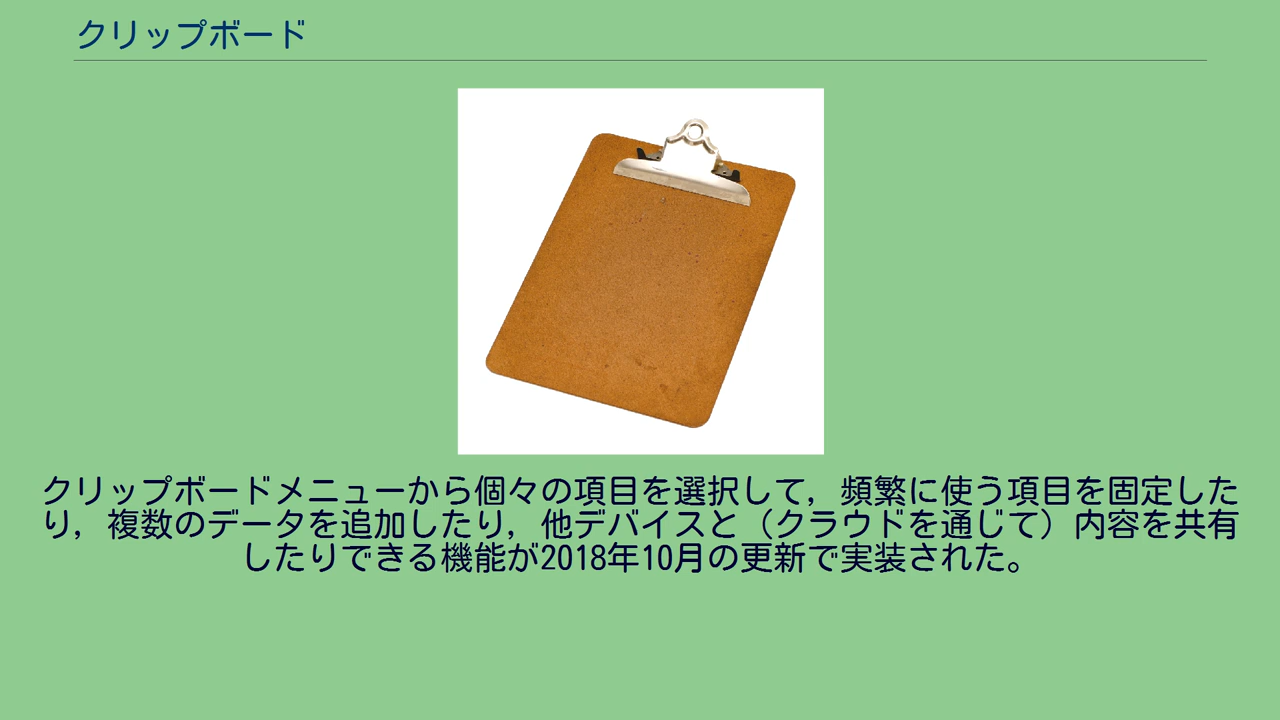 クリップボード
クリップボードメニューから個々の項目を選択して，頻繁に使う項目を固定した
り，複数のデータを追加したり，他デバイスと（クラウドを通じて）内容を共有
したりできる機能が2018年10月の更新で実装された。